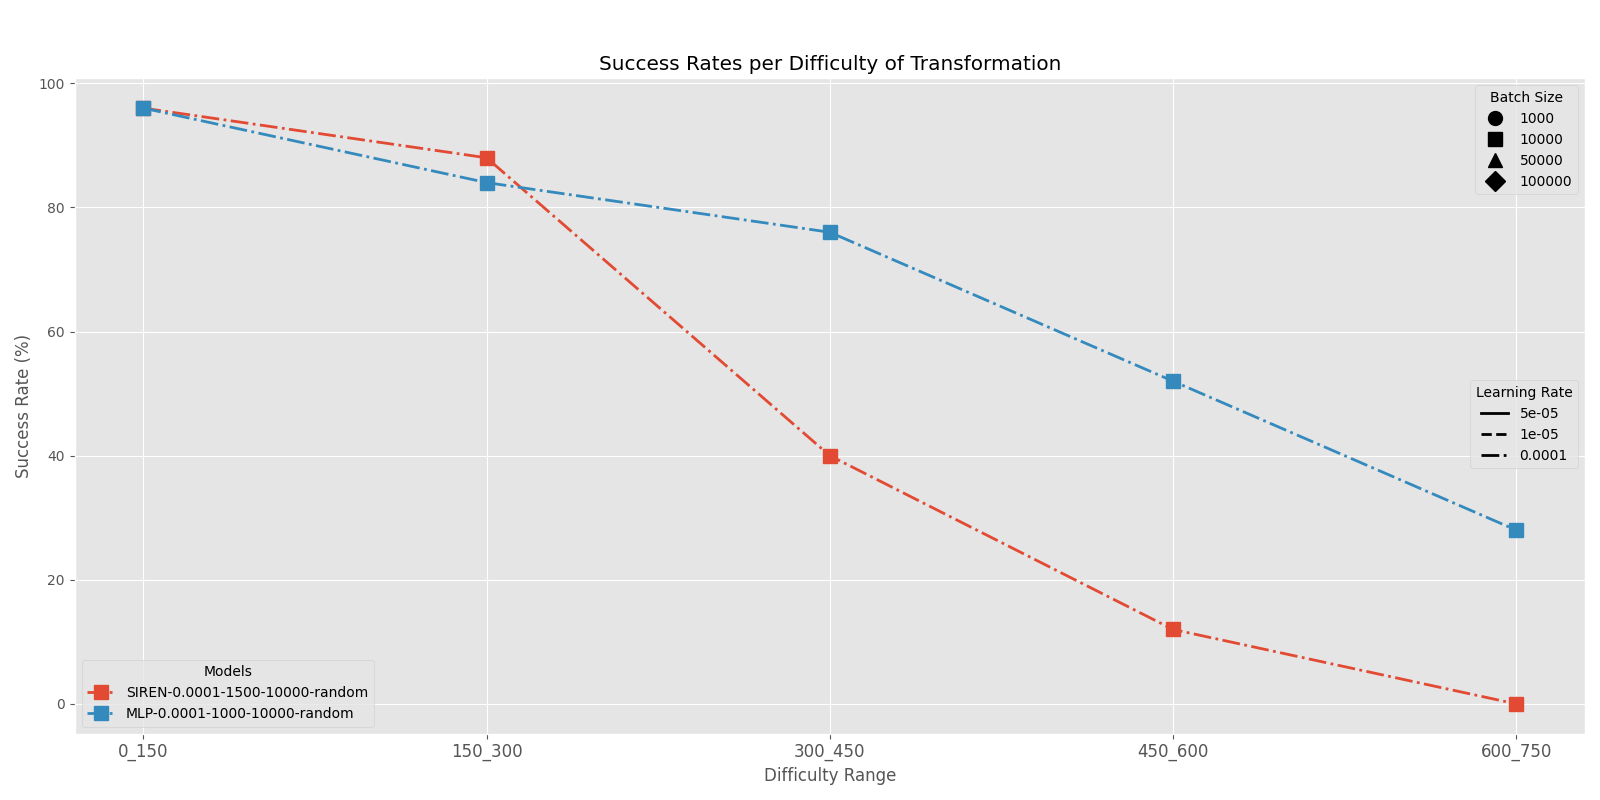 Success Rates per Difficulty of Transformation
100
80
60
40
20
0
Success Rate (%)
Batch Size
1000
10000
50000
100000
Learning Rate
5e-05
1e-05
0.0001
Models
SIREN-0.0001-1500-10000-random
MLP-0.0001-1000-10000-random
0_150 150_300 300_450 450_600 600_750
Difficulty Range